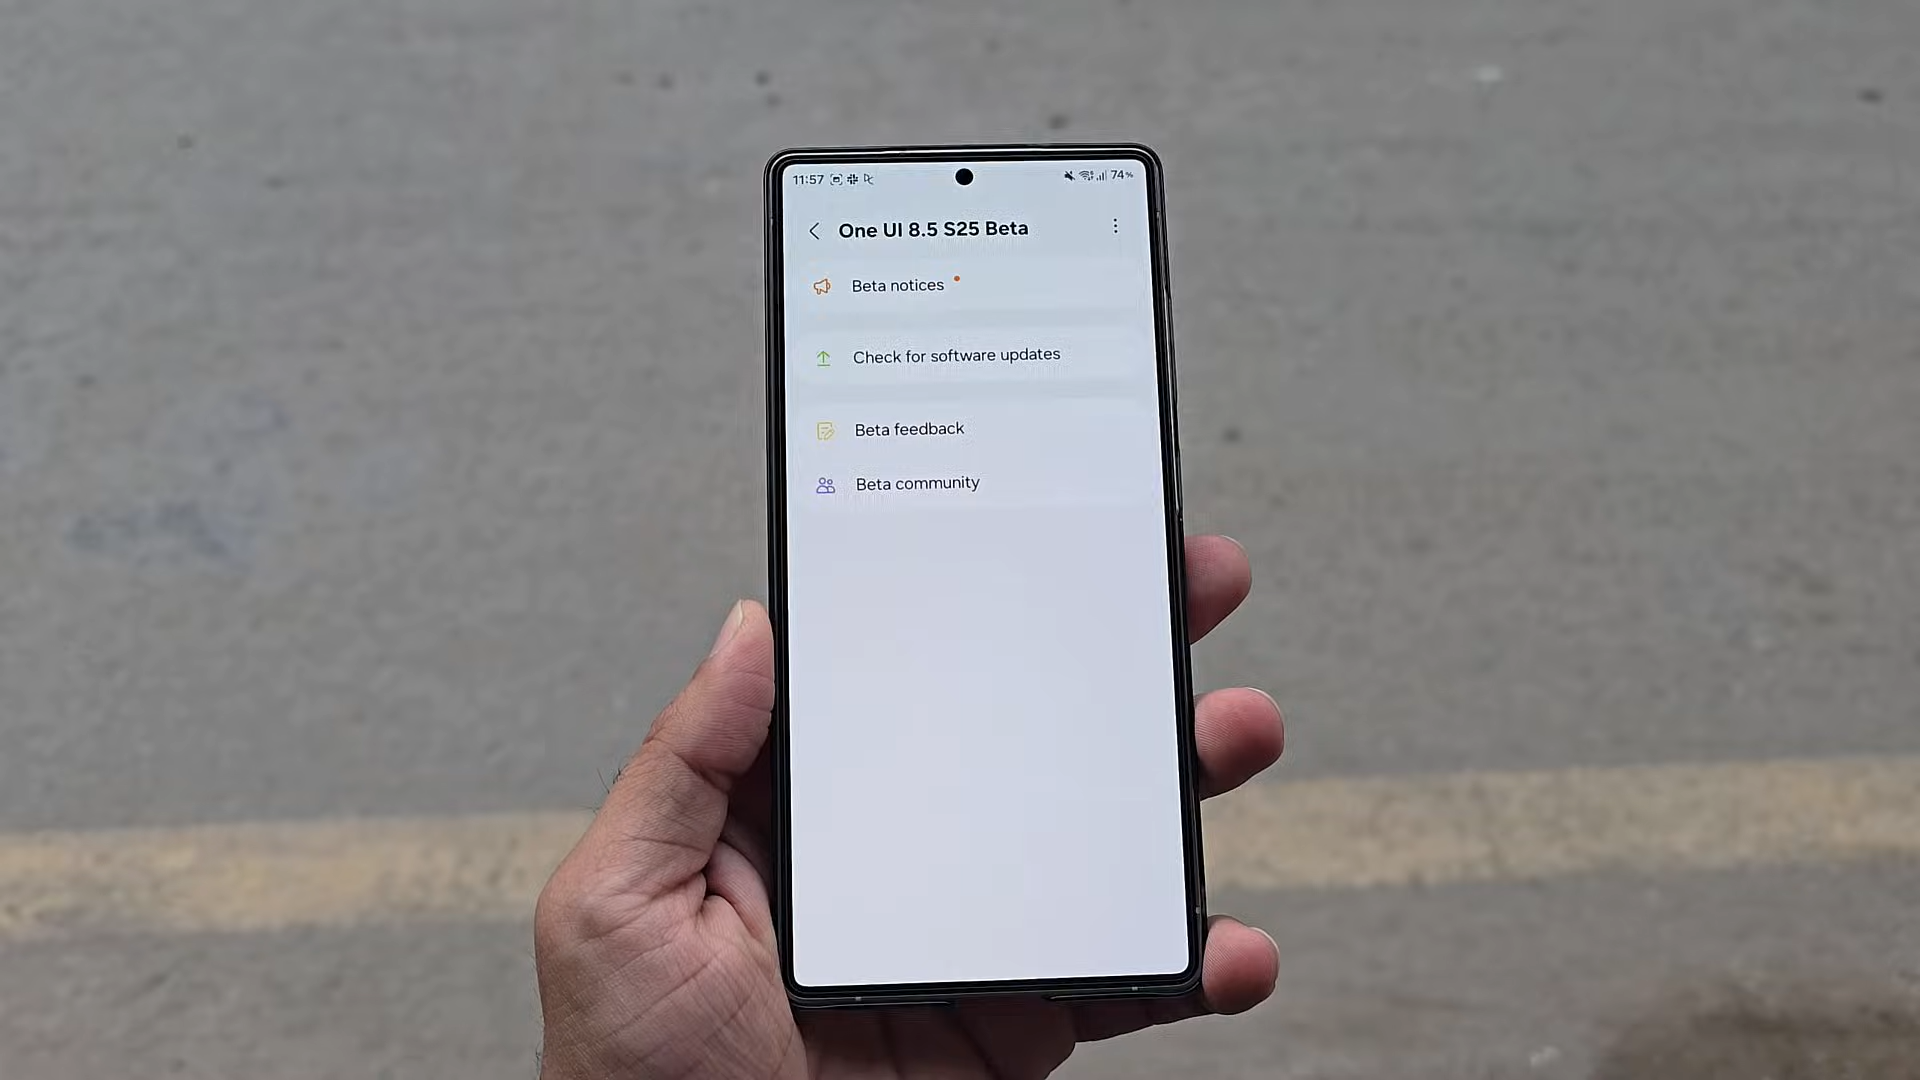 11:57 74%
One UI 8.5 S25 Beta
Beta notices
Check for software updates
Beta feedback
Beta community